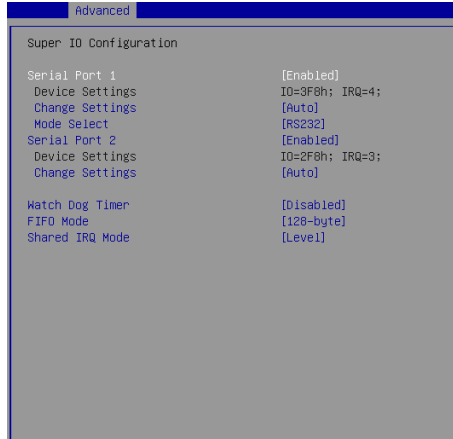 Advanced
Super IO Configuration
Serial Port 1 [Enabled]
Device Settings IO=3F8h; IRQ=4;
Change Settings [Auto]
Mode Select [RS232]
Serial Port 2 [Enabled]
Device Settings IO=2F8h; IRQ=3;
Change Settings [Auto]
Watch Dog Timer [Disabled]
FIFO Mode [128-byte]
Shared IRQ Mode [Level]